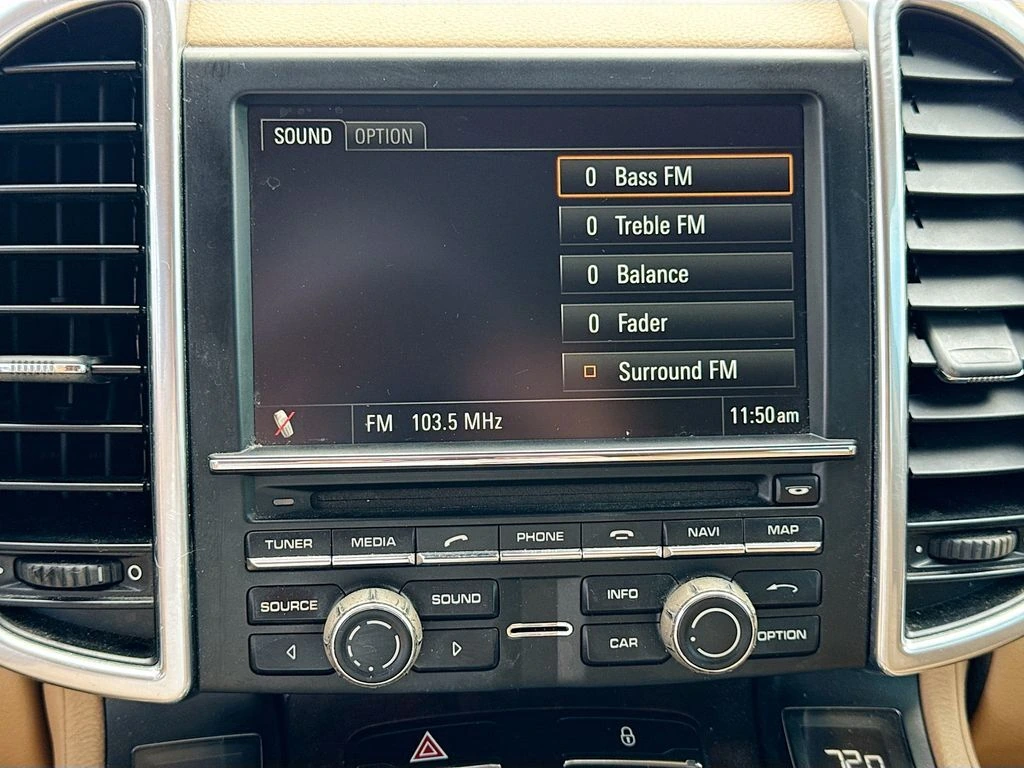 SOUND OPTION
0 Bass FM
0 Treble FM
0 Balance
0 Fader
Surround FM
FM 103.5 MHz 11:50am
TUNER MEDIA PHONE NAVI MAP
SOURCE SOUND INFO
CAR OPTION